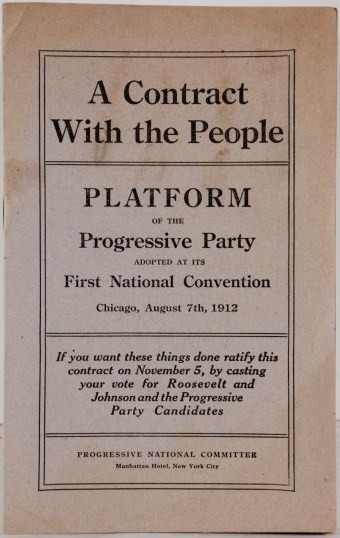 A Contract
With the People
PLATFORM
OF THE
Progressive Party
ADOPTED AT ITS
First National Convention
Chicago, August 7th, 1912
If you want these things done ratify this
contract on November 5, by casting
your vote for Roosevelt and
Johnson and the Progressive
Party Candidates
PROGRESSIVE NATIONAL COMMITTEE
Manhattan Hotel, New York City